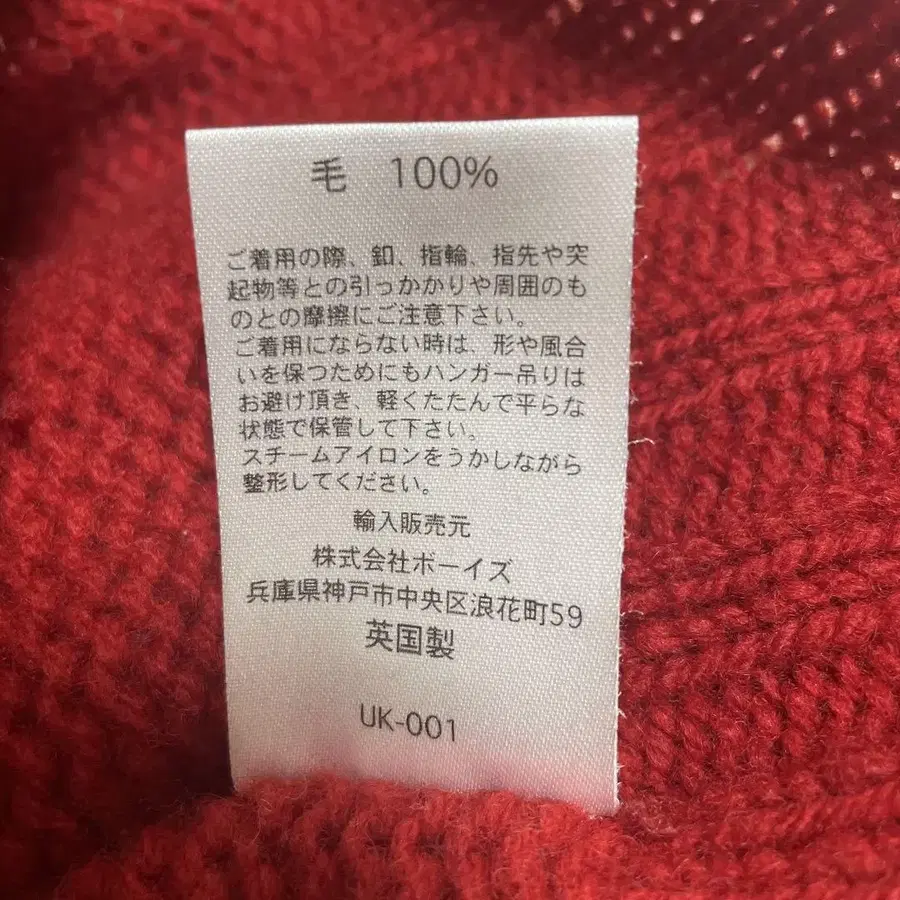 毛 100%
ご着用の際、釦、指輪、指先や突
起物等との引っかかりや周囲のも
のとの摩擦にご注意下さい。
ご着用にならない時は、形や風合
いを保つためにもハンガー吊りは
お避け頂き、軽くたたんで平らな
状態で保管して下さい。
スチームアイロンをうかしながら
整形してください。
輸入販売元
株式会社ボーイズ
兵庫県神戸市中央区浪花町59
英国製
UK-001